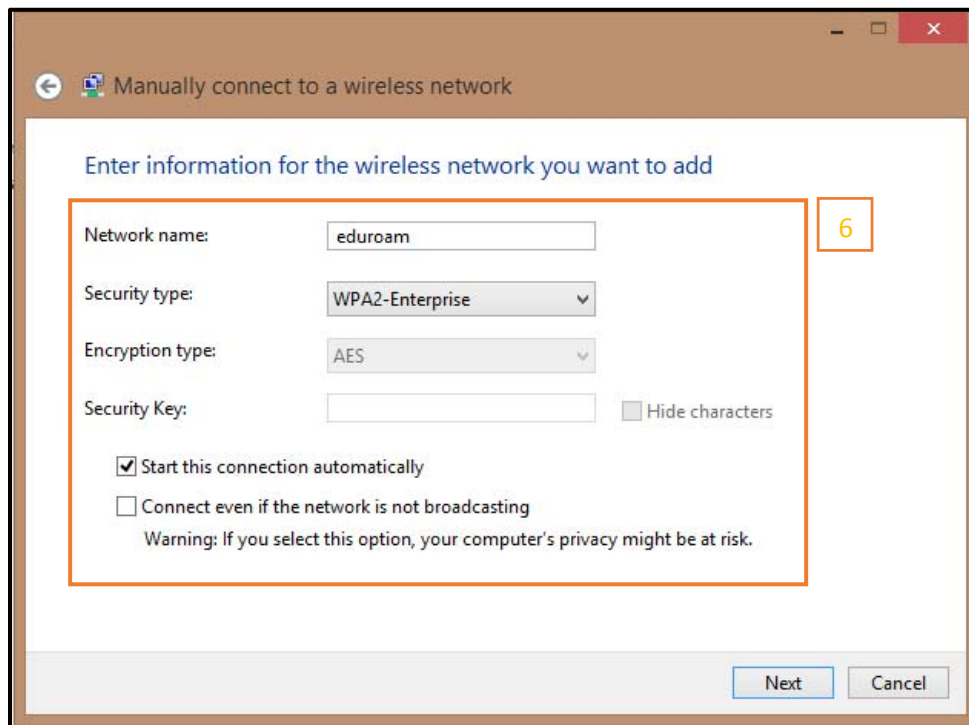 Manually connect to a wireless network
Enter information for the wireless network you want to add
Network name: eduroam
6
Security type: WPA2-Enterprise
Encryption type: AES
Security Key: Hide characters
Start this connection automatically
Connect even if the network is not broadcasting
Warning: If you select this option, your computer's privacy might be at risk.
Next Cancel